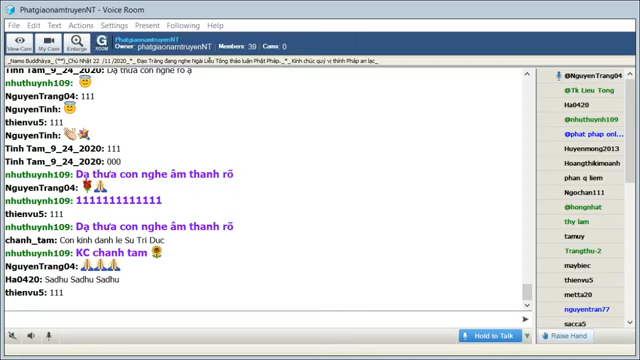 PhatgiaonamtruyenNT - Voice Room
File Edit Text Actions Settings Present Following Help
View Cam
My Cam
Enlarge
G
ROOM
Participants: PhatgiaonamtruyenNT
Owner phatgiaonamtruyenNT Members: 39 Cams: 0
_Namo Buddhàya_ (**)_Chủ Nhật 22 /11 /2020_*_ Đạo Tràng đang nghe Ngài Liễu Tông thảo luận Phật Pháp._*_Kính chúc quý vị thính Pháp an lạc_
Tinh Tam_9_24_2020: Dạ thưa con nghe rõ ạ
nhuthuynh109:
NguyenTrang04: 111
NguyenTinh:
thienvu5: 111
NguyenTinh:
Tinh Tam_9_24_2020: 111
Tinh Tam_9_24_2020: 000
nhuthuynh109: Dạ thưa con nghe âm thanh rõ
NguyenTrang04:
nhuthuynh109: 1111111111111
thienvu5: 111
nhuthuynh109: Dạ thưa con nghe âm thanh rõ
chanh_tam: Con kinh danh le Su Tri Duc
nhuthuynh109: KC chanh tam
NguyenTrang04:
Ha0420: Sadhu Sadhu Sadhu
thienvu5: 111
@NguyenTrang04
@Tk Lieu Tong
Ha0420
@nhuthuynh109
@phat phap onl...
Huyenmong2013
Hoangthikimoanh
phan q liem
Ngochan111
@hongnhat
thy lam
tamuy
Trangthu-2
maybiec
thienvu5
metta20
nguyentran77
sacca5
Hold to Talk
Raise Hand